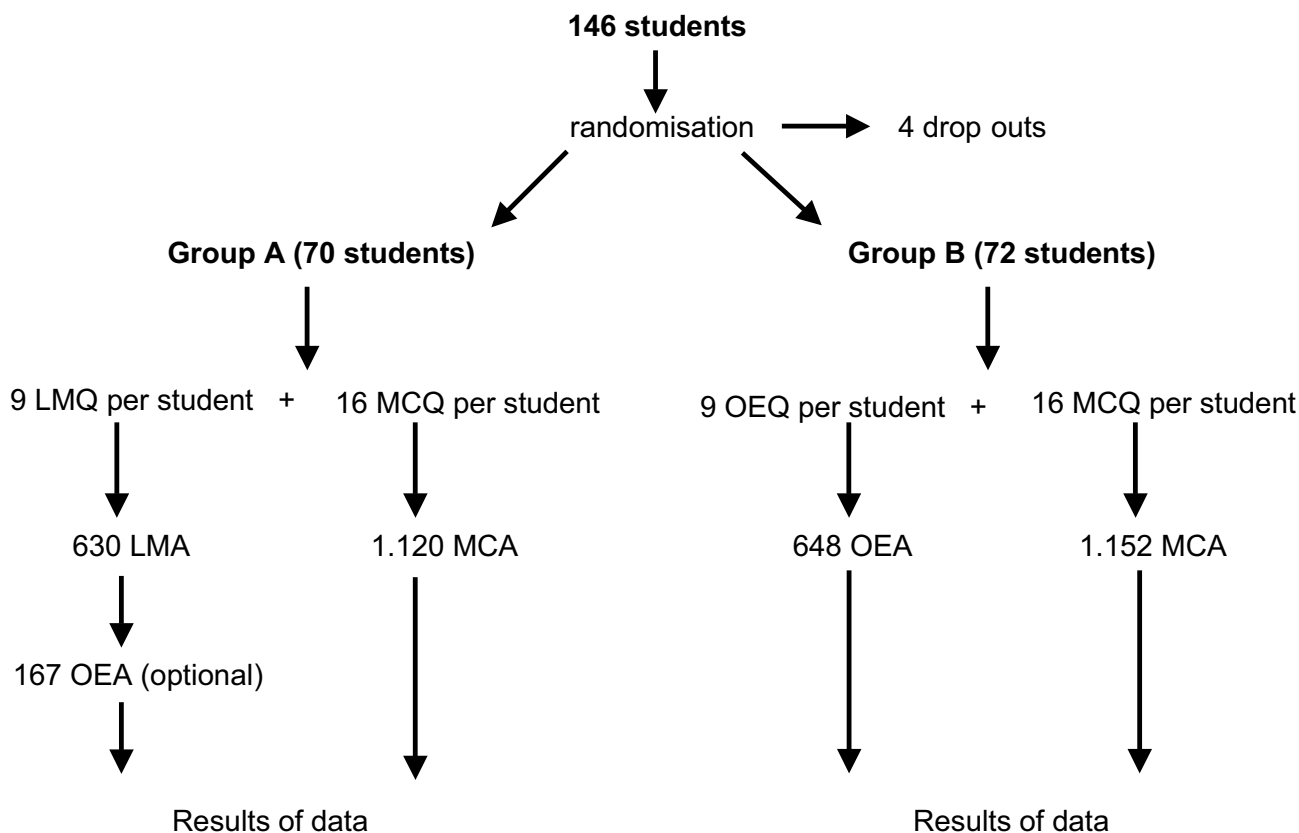 146 students
randomisation
4 drop outs
Group A (70 students)
Group B (72 students)
9 LMQ per student + 16 MCQ per student
9 OEQ per student + 16 MCQ per student
630 LMA
1.120 MCA
648 OEA
1.152 MCA
167 OEA (optional)
Results of data
Results of data